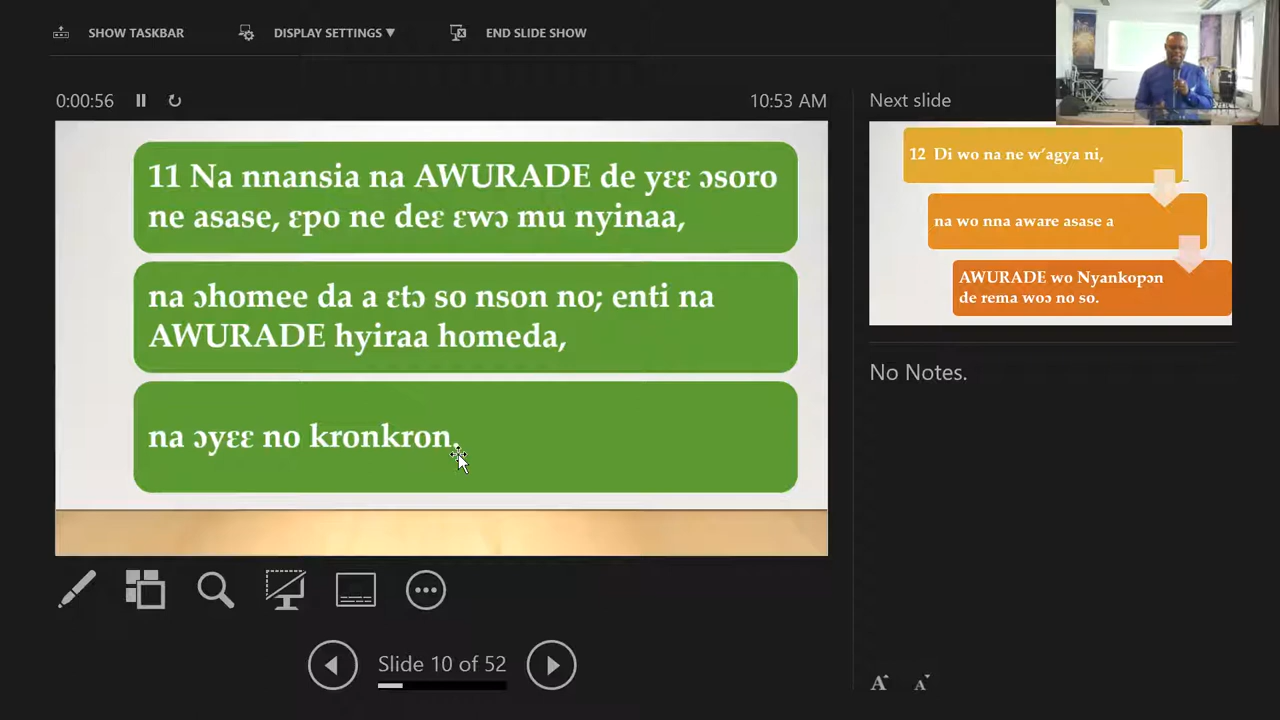 SHOW TASKBAR
DISPLAY SETTINGS ▼
END SLIDE SHOW
0:00:56
10:53 AM
11 Na nnansia na AWURADE de yɛɛ ɔsoro
ne asase, ɛpo ne deɛ ɛwɔ mu nyinaa,
na ɔhomee da a ɛtɔ so nson no; enti na
AWURADE hyiraa homeda,
na ɔyɛɛ no kronkron.
Slide 10 of 52
Next slide
12 Di wo na ne w'agya ni,
na wo nna aware asase a
AWURADE wo Nyankopɔn
de rema woɔ no so.
No Notes.
A A